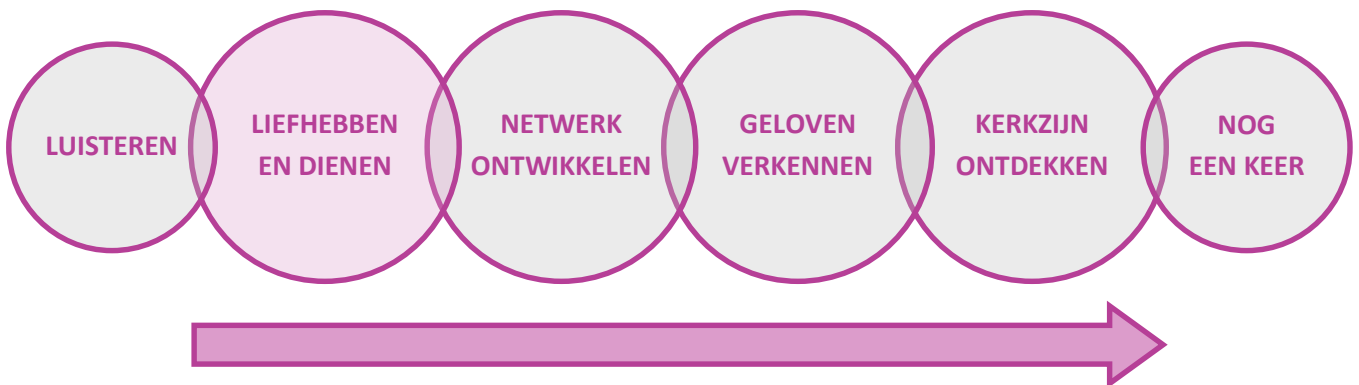 LUISTEREN
LIEFHEBBEN
EN DIENEN
NETWERK
ONTWIKKELEN
GELOVEN
VERKENNEN
KERKZIJN
ONTDEKKEN
NOG
EEN KEER